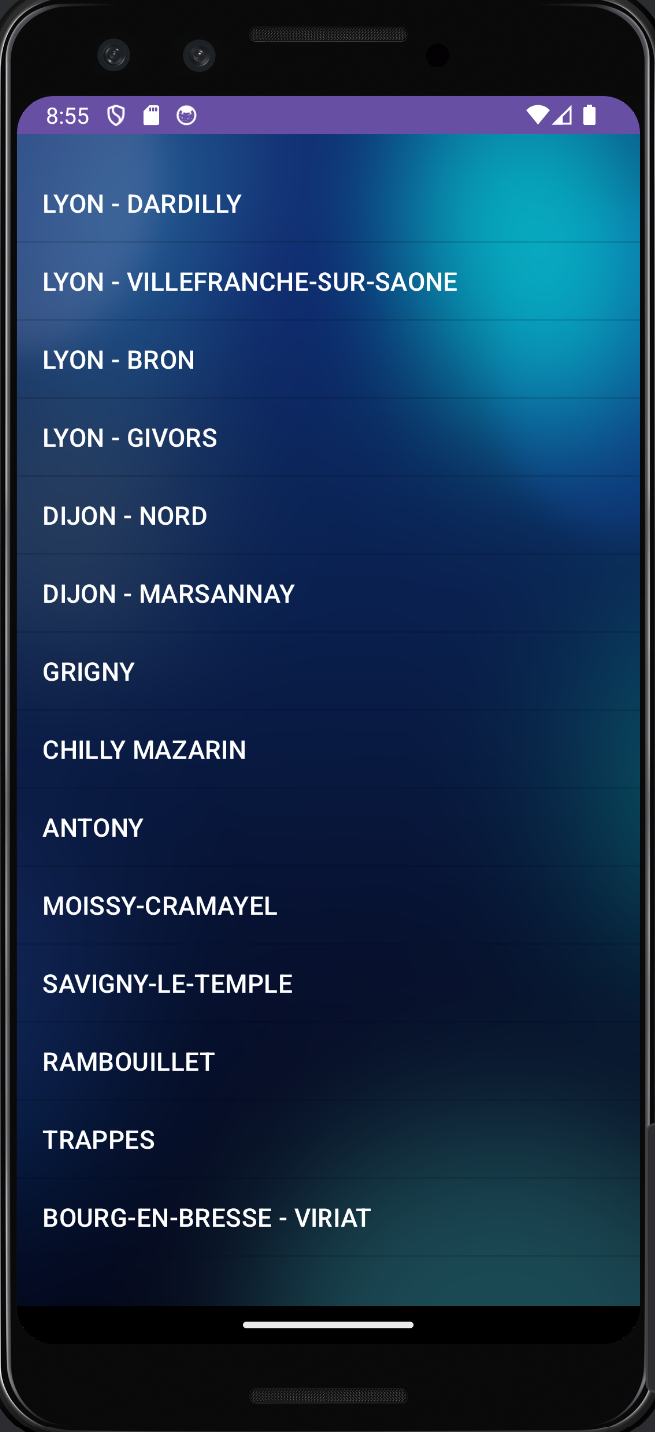 8:55
LYON - DARDILLY
LYON - VILLEFRANCHE-SUR-SAONE
LYON - BRON
LYON - GIVORS
DIJON - NORD
DIJON - MARSANNAY
GRIGNY
CHILLY MAZARIN
ANTONY
MOISSY-CRAMAYEL
SAVIGNY-LE-TEMPLE
RAMBOUILLET
TRAPPES
BOURG-EN-BRESSE - VIRIAT